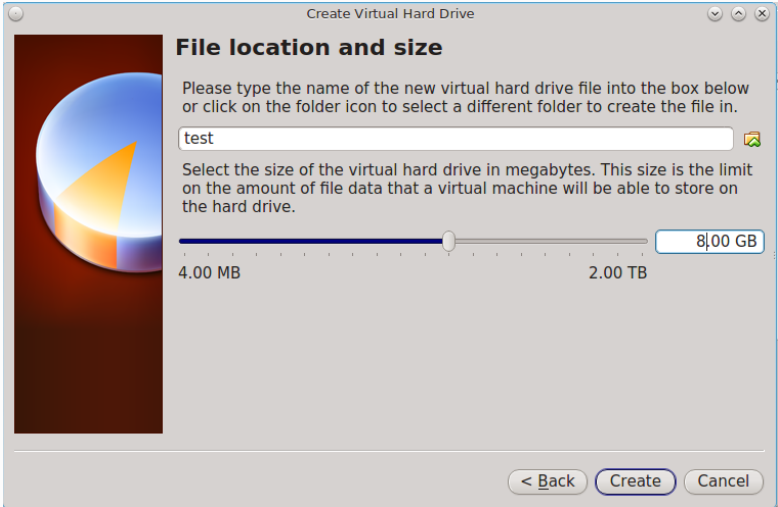 Create Virtual Hard Drive
File location and size
Please type the name of the new virtual hard drive file into the box below
or click on the folder icon to select a different folder to create the file in.
test
Select the size of the virtual hard drive in megabytes. This size is the limit
on the amount of file data that a virtual machine will be able to store on
the hard drive.
8.00 GB
4.00 MB 2.00 TB
< Back Create Cancel